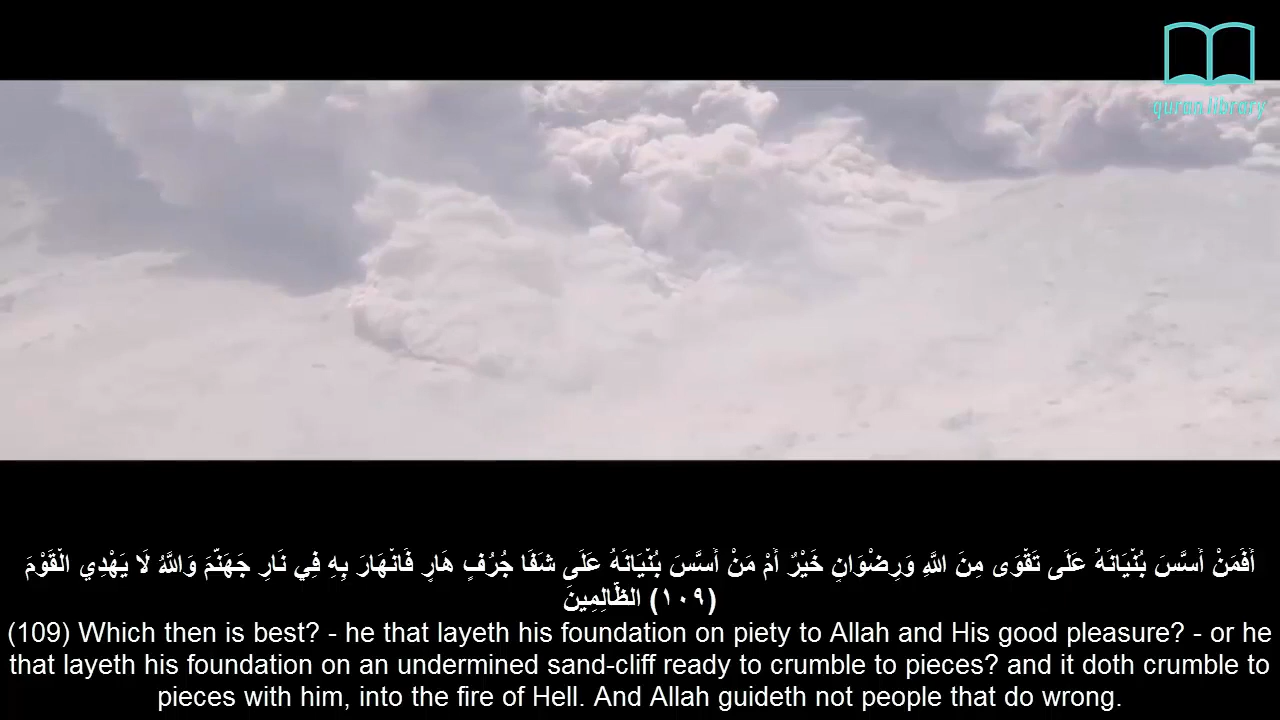 quran library
أَفَمَنْ أَسَّسَ بُنْيَانَهُ عَلَى تَقْوَى مِنَ اللَّهِ وَرِضْوَانٍ خَيْرٌ أَمْ مَنْ أَسَّسَ بُنْيَانَهُ عَلَى شَفَا جُرُفٍ هَارٍ فَانْهَارَ بِهِ فِي نَارِ جَهَنَّمَ وَاللَّهُ لَا يَهْدِي الْقَوْمَ
الظَّالِمِينَ (١٠٩)
(109) Which then is best? - he that layeth his foundation on piety to Allah and His good pleasure? - or he
that layeth his foundation on an undermined sand-cliff ready to crumble to pieces? and it doth crumble to
pieces with him, into the fire of Hell. And Allah guideth not people that do wrong.